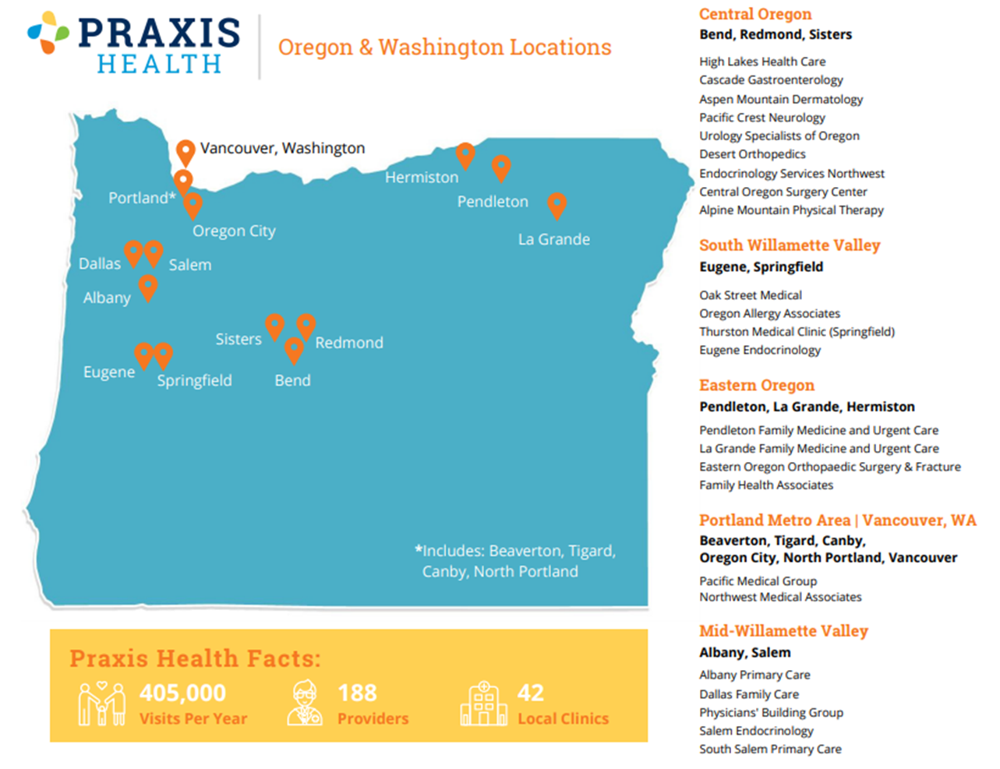 PRAXIS
HEALTH
Oregon & Washington Locations
Vancouver, Washington
Portland*
Oregon City
Hermiston
Pendleton
La Grande
Dallas
Salem
Albany
Sisters
Redmond
Bend
Eugene
Springfield
*Includes: Beaverton, Tigard,
Canby, North Portland
Praxis Health Facts:
405,000
Visits Per Year
188
Providers
42
Local Clinics
Central Oregon
Bend, Redmond, Sisters
High Lakes Health Care
Cascade Gastroenterology
Aspen Mountain Dermatology
Pacific Crest Neurology
Urology Specialists of Oregon
Desert Orthopedics
Endocrinology Services Northwest
Central Oregon Surgery Center
Alpine Mountain Physical Therapy
South Willamette Valley
Eugene, Springfield
Oak Street Medical
Oregon Allergy Associates
Thurston Medical Clinic (Springfield)
Eugene Endocrinology
Eastern Oregon
Pendleton, La Grande, Hermiston
Pendleton Family Medicine and Urgent Care
La Grande Family Medicine and Urgent Care
Eastern Oregon Orthopaedic Surgery & Fracture
Family Health Associates
Portland Metro Area | Vancouver, WA
Beaverton, Tigard, Canby,
Oregon City, North Portland, Vancouver
Pacific Medical Group
Northwest Medical Associates
Mid-Willamette Valley
Albany, Salem
Albany Primary Care
Dallas Family Care
Physicians' Building Group
Salem Endocrinology
South Salem Primary Care